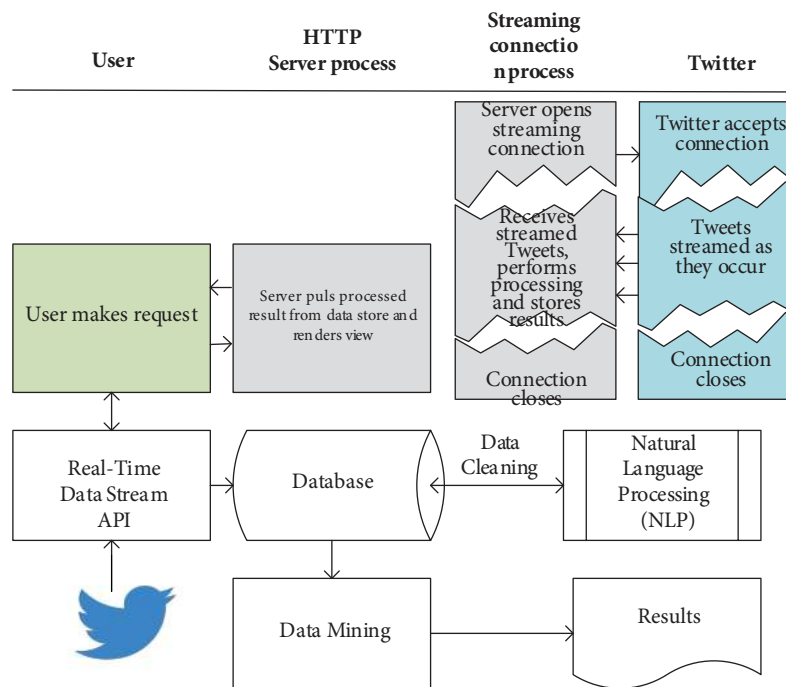 User
HTTP
Server process
Streaming
connectio
n process
Twitter
Server opens
streaming
connection
Twitter accepts
connection
Receives
streamed
Tweets,
performs
processing
and stores
results
Tweets
streamed as
they occur
User makes request
Server puls processed
result from data store and
renders view
Connection
closes
Connection
closes
Real-Time
Data Stream
API
Database
Data
Cleaning
Natural
Language
Processing
(NLP)
Data Mining
Results